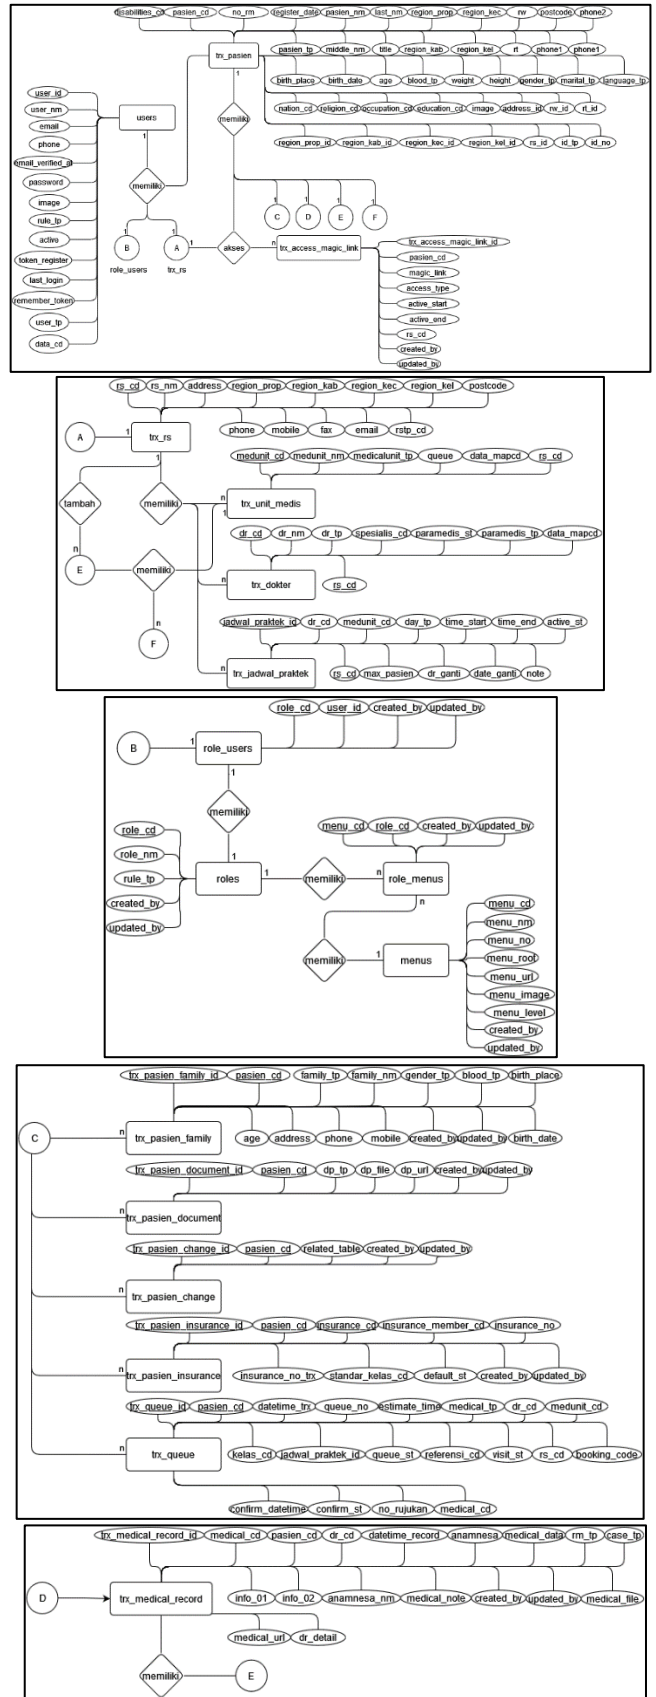 disabilities_cd pasien_cd no_rm register_date pasien_nm last_nm region_prop region_kec rw postcode phone2
trx_pasien pasien_tp middle_nm title region_kab region_kel rt phone1 phone1
birth_place birth_date age blood_tp weight height gender_tp marital_tp language_tp
nation_cd religion_cd occupation_cd education_cd image address_id rw_id rt_id
region_prop_id region_kab_id region_kec_id region_kel_id rs_id id_tp id_no
1
memiliki
user_id
user_nm
email
phone
email_verified_at
password
image
rule_tp
active
token_register
last_login
remember_token
user_tp
data_cd
users
1
memiliki
1 1
B A
role_users trx_rs
1 1 1 1
C D E F
1 akses n trx_access_magic_link
trx_access_magic_link_id
pasion_cd
magic_link
access_type
active_start
active_end
rs_cd
created_by
updated_by
rs_cd rs_nm address region_prop region_kab region_kec region_kel postcode
A 1 trx_rs
phone mobile fax email rstp_cd
1 1
tambah memiliki
n
E memiliki
n
F
medunit_cd medunit_nm medicalunit_tp queue data_mapcd rs_cd
n trx_unit_medis
1
dr_cd dr_nm dr_tp spesialis_cd paramedis_st paramedis_tp data_mapcd
n trx_dokter
rs_cd
jadwal_praktek_id dr_cd medunit_cd day_tp time_start time_end active_st
n trx_jadwal_praktek
rs_cd max_pasien dr_ganti date_ganti note
role_cd user_id created_by updated_by
B 1 role_users
1
memiliki
1
role_cd
role_nm
rule_tp
created_by
updated_by
roles 1 memiliki n role_menus
menu_cd role_cd created_by updated_by
n
memiliki 1 menus
menu_cd
menu_nm
menu_no
menu_root
menu_url
menu_image
menu_level
created_by
updated_by
trx_pasien_family_id pasien_cd family_tp family_nm gender_tp blood_tp birth_place
C n trx_pasien_family
age address phone mobile created_by updated_by birth_date
trx_pasien_document_id pasien_cd dp_tp dp_file dp_url created_by updated_by
n trx_pasien_document
trx_pasien_change_id pasien_cd related_table created_by updated_by
n trx_pasien_change
trx_pasien_insurance_id pasien_cd insurance_cd insurance_member_cd insurance_no
n trx_pasien_insurance
insurance_no_trx standar_kelas_cd default_st created_by updated_by
trx_queue_id pasien_cd datetime_trx queue_no estimate_time medical_tp dr_cd medunit_cd
n trx_queue
kelas_cd jadwal_praktek_id queue_st referensi_cd visit_st rs_cd booking_code
confirm_datetime confirm_st no_rujukan medical_cd
trx_medical_record_id medical_cd pasien_cd dr_cd datetime_record anamnesa medical_data rm_tp case_tp
D trx_medical_record
info_01 info_02 anamnesa_nm medical_note created_by updated_by medical_file
medical_url dr_detail
memiliki E